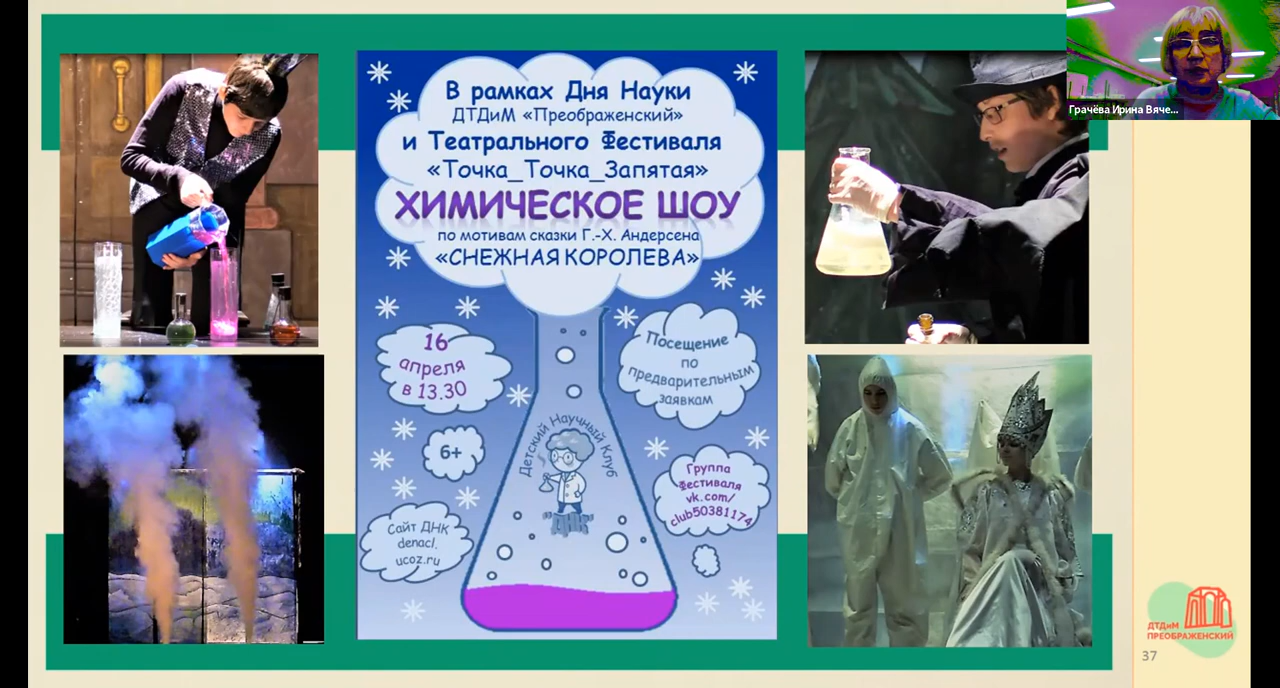 Грачёва Ирина Вяче...
В рамках Дня Науки
ДТДиМ «Преображенский»
и Театрального Фестиваля
«Точка_Точка_Запятая»
ХИМИЧЕСКОЕ ШОУ
по мотивам сказки Г.-Х. Андерсена
«СНЕЖНАЯ КОРОЛЕВА»
16
апреля
в 13.30
Посещение
по
предварительным
заявкам
6+
Детский Научный Клуб
"ДНК"
Группа
Фестиваля
vk.com/
club50381174
Сайт ДНК
denacl.
ucoz.ru
ДТДиМ
ПРЕОБРАЖЕНСКИЙ
37